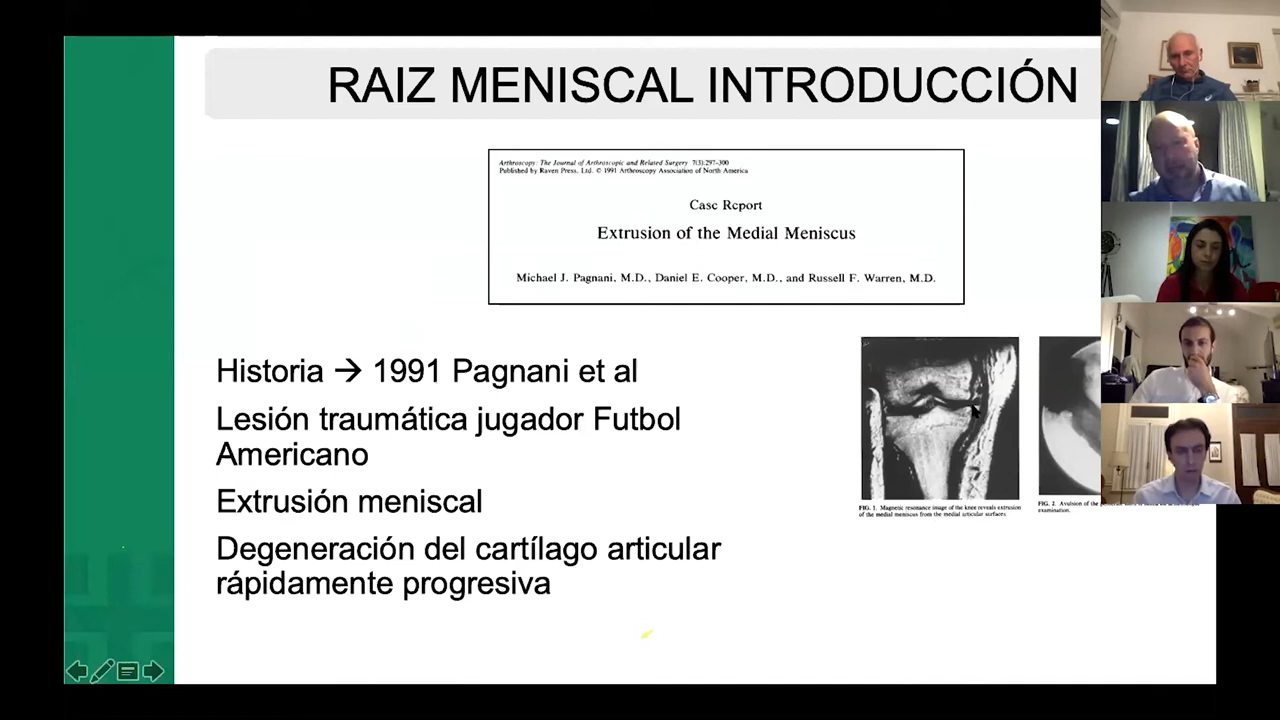 RAIZ MENISCAL INTRODUCCIÓN
Arthroscopy: The Journal of Arthroscopic and Related Surgery 7(3):297-300
Published by Raven Press, Ltd. © 1991 Arthroscopy Association of North America
Case Report
Extrusion of the Medial Meniscus
Michael J. Pagnani, M.D., Daniel E. Cooper, M.D., and Russell F. Warren, M.D.
Historia → 1991 Pagnani et al
Lesión traumática jugador Futbol
Americano
Extrusión meniscal
Degeneración del cartílago articular
rápidamente progresiva
FIG. 1. Magnetic resonance image of the knee reveals extrusion
of the medial meniscus from the medial articular surfaces.
FIG. 2. Avulsion of the
examination.